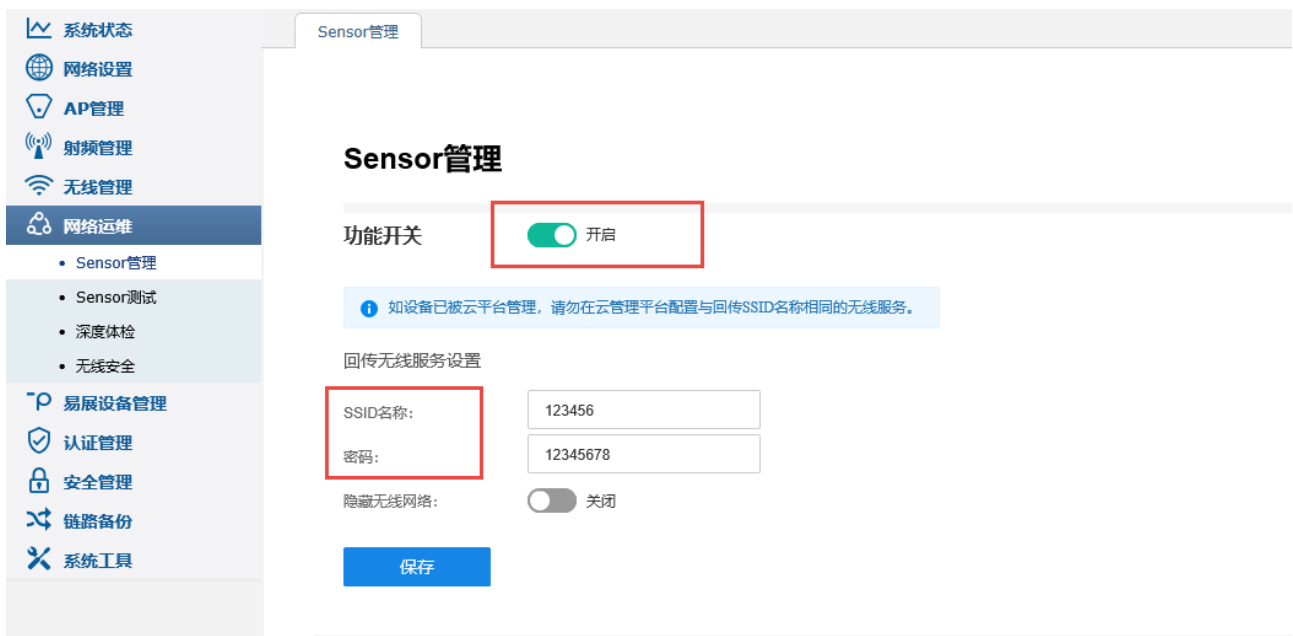 系统状态
网络设置
AP管理
射频管理
无线管理
网络运维
• Sensor管理
• Sensor测试
• 深度体检
• 无线安全
易展设备管理
认证管理
安全管理
链路备份
系统工具
Sensor管理
Sensor管理
功能开关 开启
如设备已被云平台管理，请勿在云管理平台配置与回传SSID名称相同的无线服务。
回传无线服务设置
SSID名称: 123456
密码: 12345678
隐藏无线网络: 关闭
保存